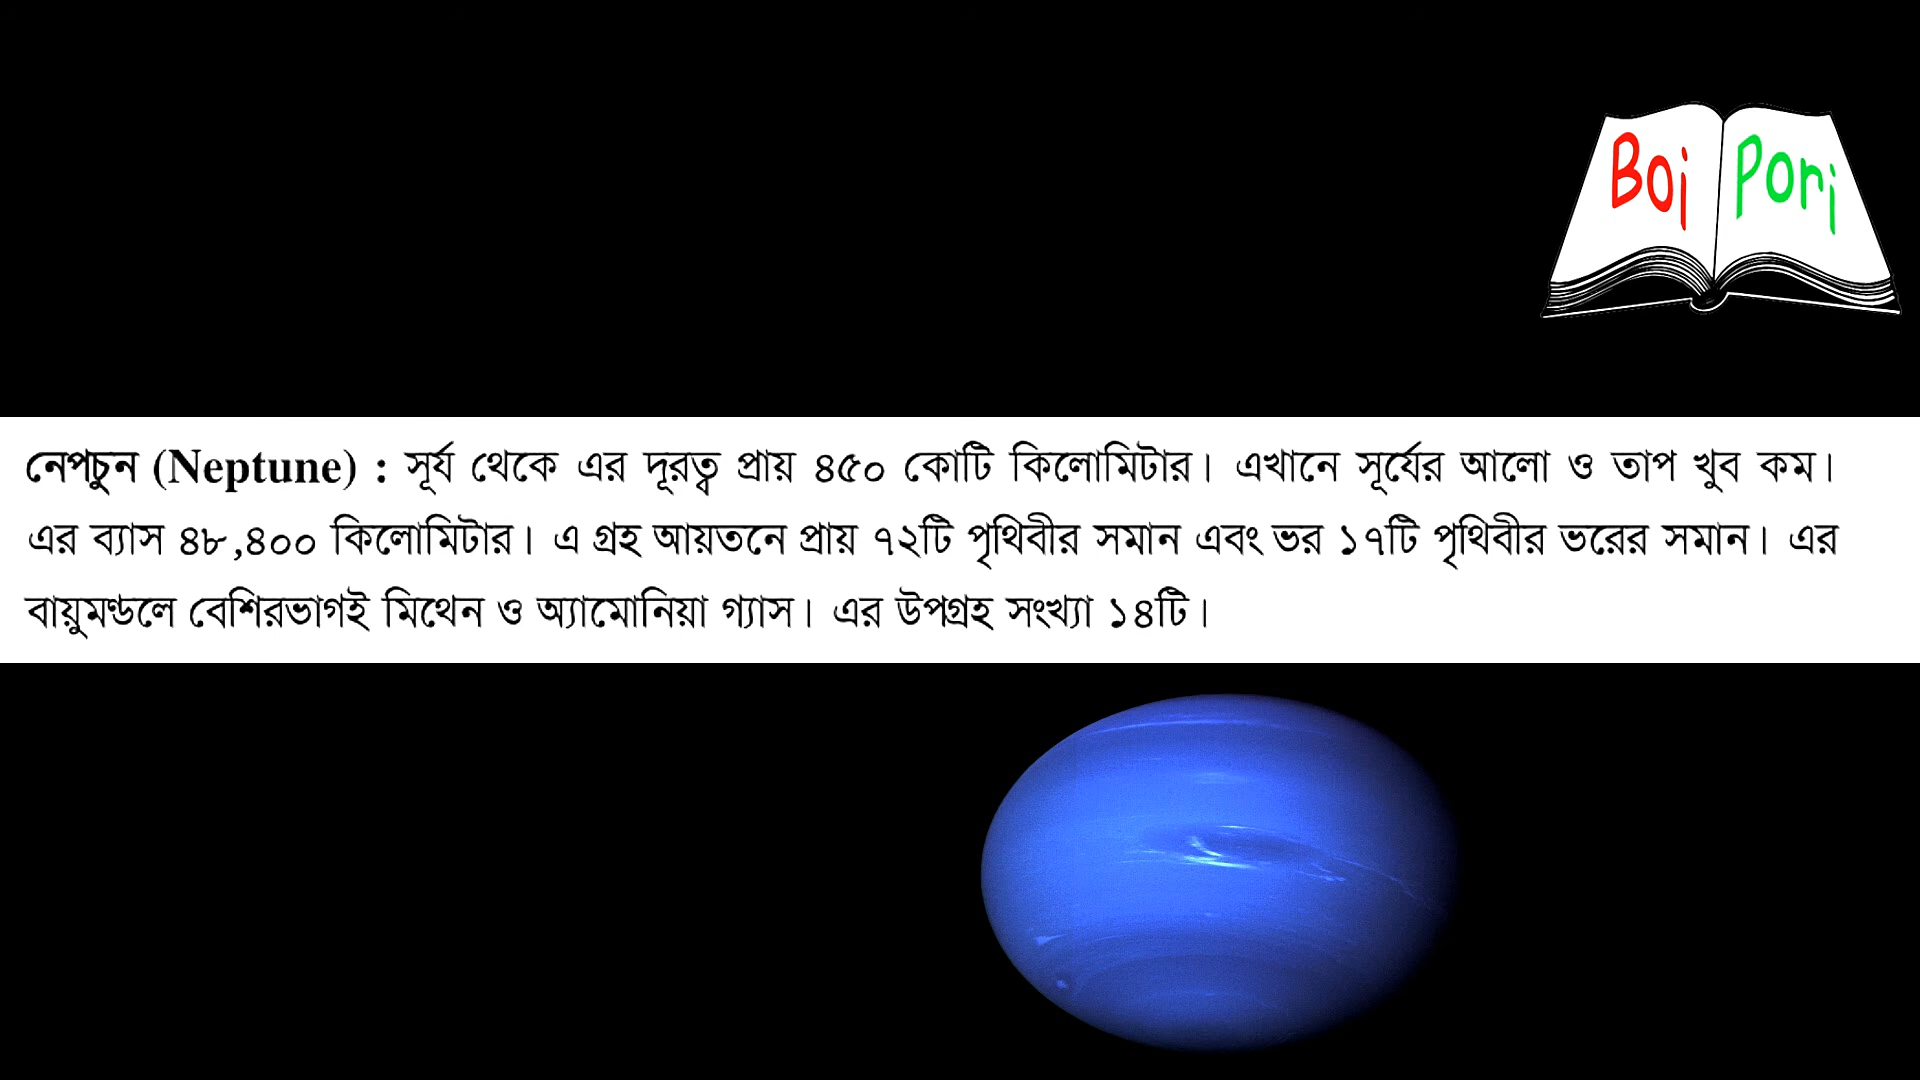 Boi Pori
নেপচুন (Neptune) : সূর্য থেকে এর দূরত্ব প্রায় ৪৫০ কোটি কিলোমিটার। এখানে সূর্যের আলো ও তাপ খুব কম।
এর ব্যাস ৪৮,৪০০ কিলোমিটার। এ গ্রহ আয়তনে প্রায় ৭২টি পৃথিবীর সমান এবং ভর ১৭টি পৃথিবীর ভরের সমান। এর
বায়ুমণ্ডলে বেশিরভাগই মিথেন ও অ্যামোনিয়া গ্যাস। এর উপগ্রহ সংখ্যা ১৪টি।